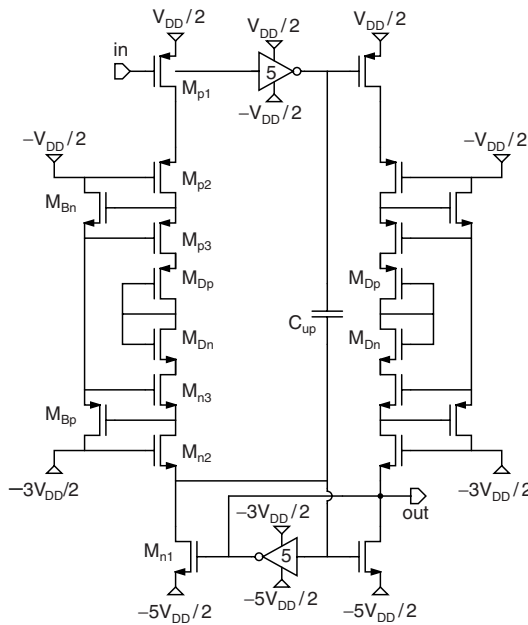 V_DD/2 V_DD/2 V_DD/2
in
5
M_p1
-V_DD/2
-V_DD/2 -V_DD/2
M_p2
M_Bn
M_p3
M_Dp M_Dp
C_up
M_Dn M_Dn
M_n3
M_Bp
M_n2
-3V_DD/2 -3V_DD/2
-3V_DD/2 out
M_n1 5
-5V_DD/2 -5V_DD/2 -5V_DD/2